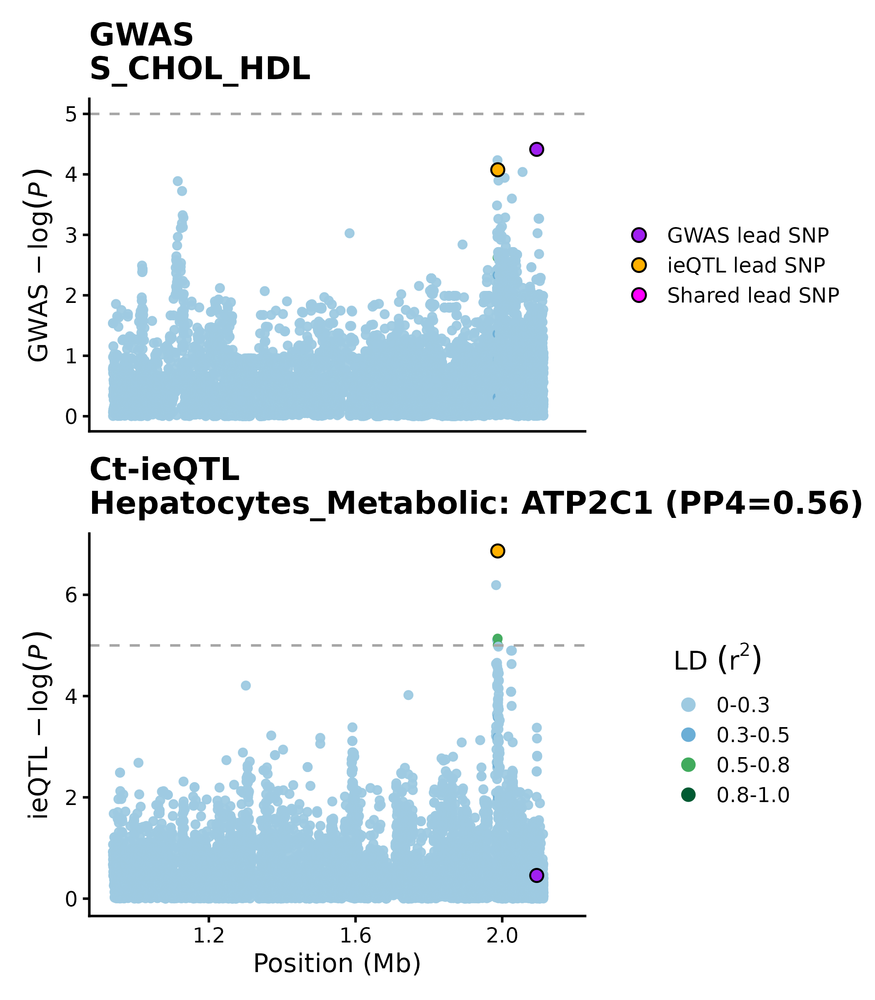 GWAS
S_CHOL_HDL
GWAS −log(P)
5
4
3
2
1
0
GWAS lead SNP
ieQTL lead SNP
Shared lead SNP
Ct-ieQTL
Hepatocytes_Metabolic: ATP2C1 (PP4=0.56)
ieQTL −log(P)
6
4
2
0
1.2 1.6 2.0
Position (Mb)
LD (r²)
0-0.3
0.3-0.5
0.5-0.8
0.8-1.0